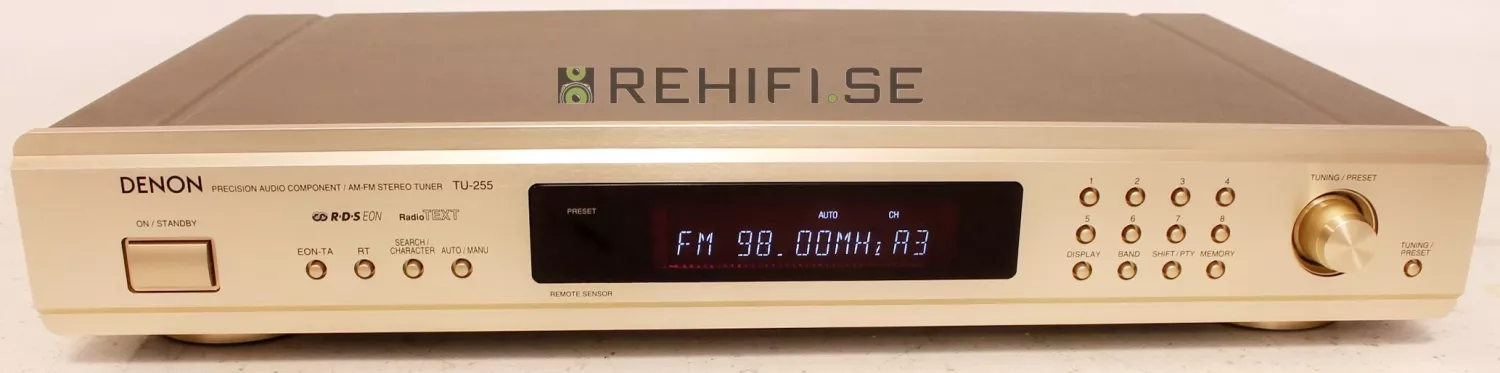 REHIFI.SE
DENON PRECISION AUDIO COMPONENT / AM-FM STEREO TUNER TU-255
ON / STANDBY
R·D·S EON RadioTEXT
EON-TA RT SEARCH / CHARACTER AUTO / MANU
PRESET
AUTO CH
FM 98.00MHz A3
REMOTE SENSOR
1 2 3 4
5 6 7 8
DISPLAY BAND SHIFT / PTY MEMORY
TUNING / PRESET
TUNING /
PRESET